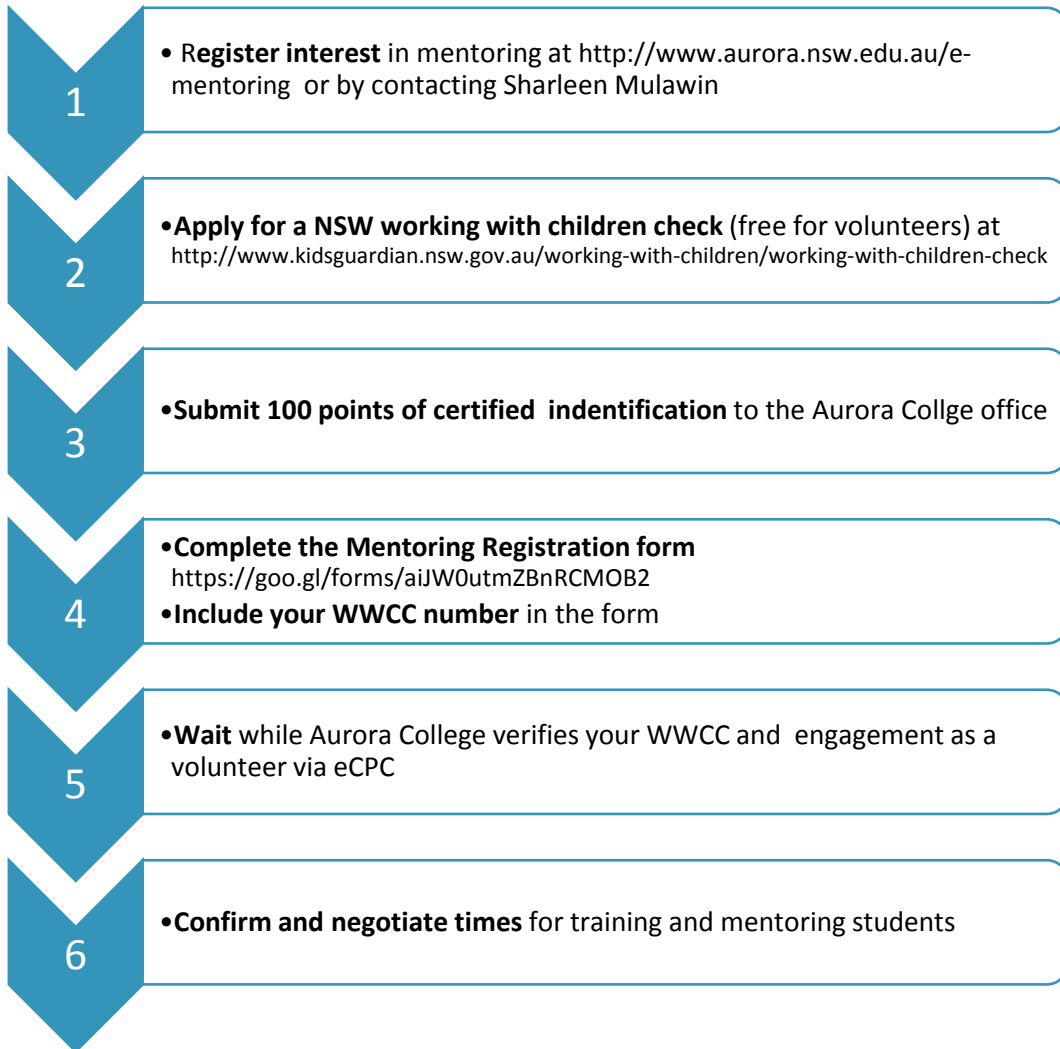 1
• Register interest in mentoring at http://www.aurora.nsw.edu.au/e-
mentoring or by contacting Sharleen Mulawin
2
•Apply for a NSW working with children check (free for volunteers) at
http://www.kidsguardian.nsw.gov.au/working-with-children/working-with-children-check
3
•Submit 100 points of certified indentification to the Aurora Collge office
4
•Complete the Mentoring Registration form
https://goo.gl/forms/aiJW0utmZBnRCMOB2
•Include your WWCC number in the form
5
•Wait while Aurora College verifies your WWCC and engagement as a
volunteer via eCPC
6
•Confirm and negotiate times for training and mentoring students